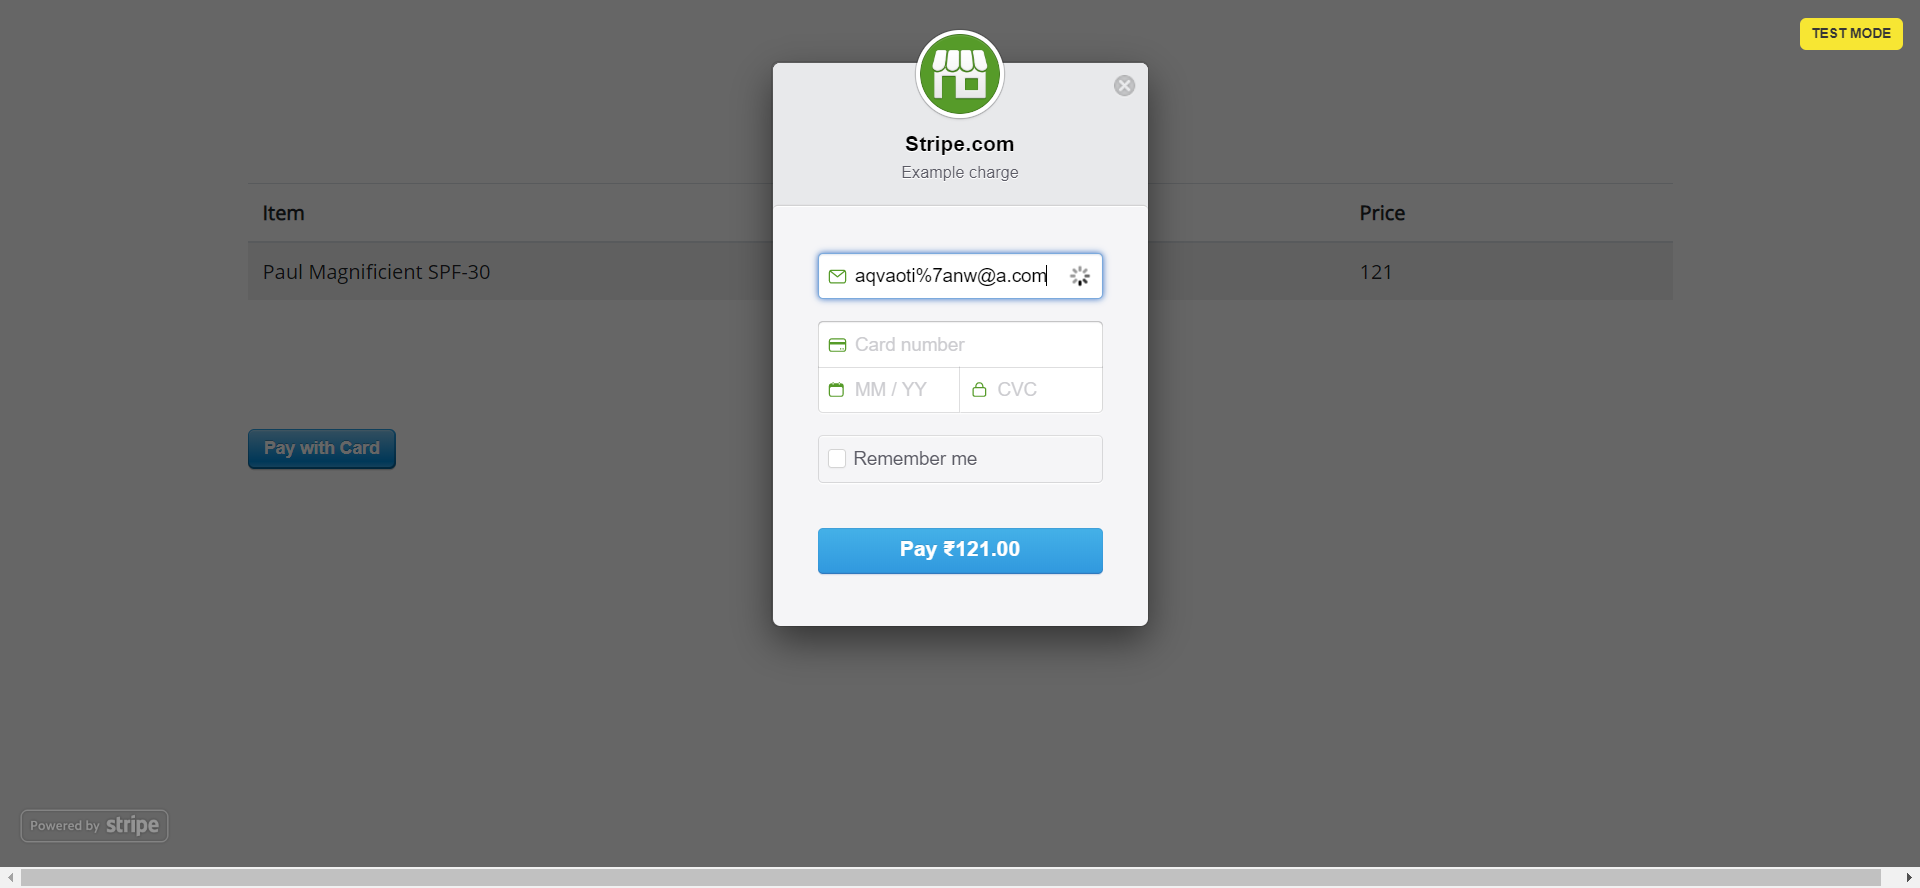 TEST MODE
Stripe.com
Example charge
Item Price
Paul Magnificient SPF-30 121
aqvaoti%7anw@a.com
Card number
MM / YY CVC
Pay with Card
Remember me
Pay ₹121.00
Powered by stripe